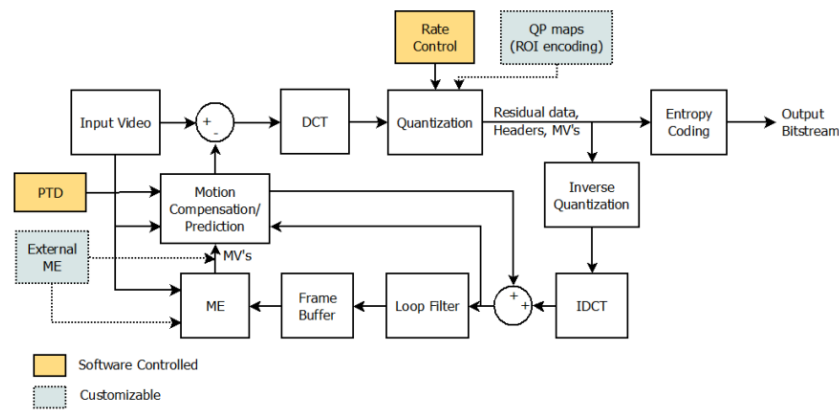 Rate
Control
QP maps
(ROI encoding)
Input Video
+
-
DCT
Quantization
Residual data,
Headers, MV's
Entropy
Coding
Output
Bitstream
PTD
Motion
Compensation/
Prediction
Inverse
Quantization
External
ME
MV's
ME
Frame
Buffer
Loop Filter
+
+
IDCT
Software Controlled
Customizable